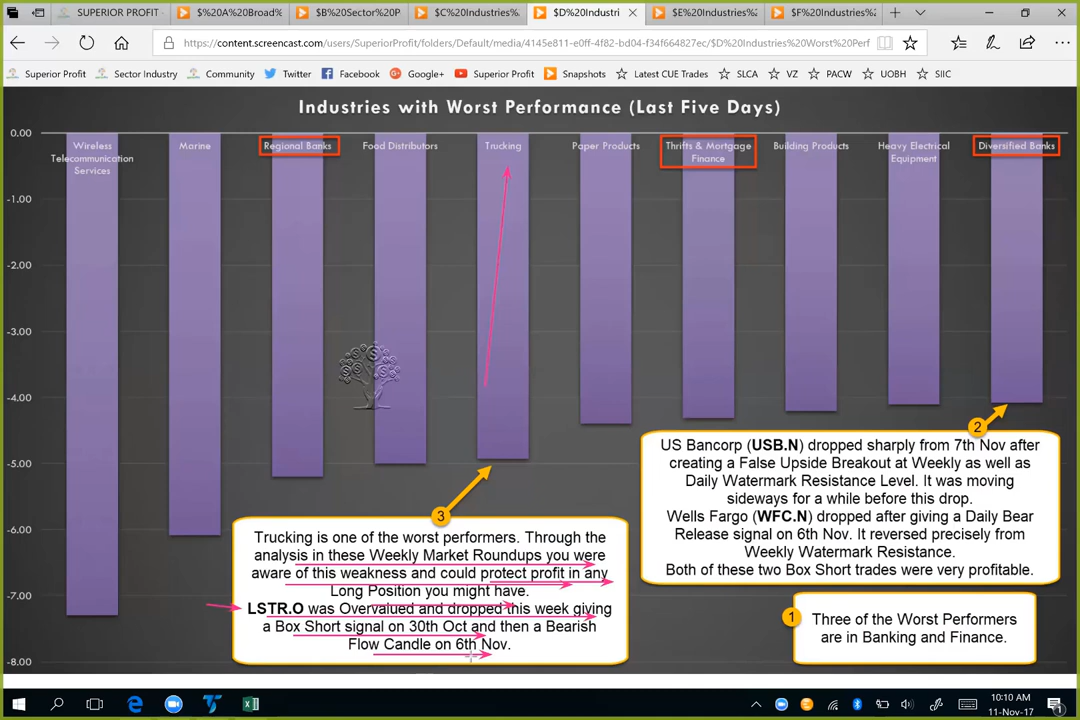 SUPERIOR PROFIT
$%20A%20Broad%
$%20B%20Sector%20P
$%20C%20Industries%
$%20D%20Industri
$%20E%20Industries%2
$%20F%20Industries%2
https://content.screencast.com/users/SuperiorProfit/folders/Default/media/4145e811-e0ff-4f82-bd04-f34f664827ec/$%20D%20Industries%20Worst%20Perf
Superior Profit
Sector Industry
Community
Twitter
Facebook
Google+
Superior Profit
Snapshots
Latest CUE Trades
SLCA
VZ
PACW
UOBH
SIIC
Industries with Worst Performance (Last Five Days)
0.00
-1.00
-2.00
-3.00
-4.00
-5.00
-6.00
-7.00
-8.00
Wireless
Telecommunication
Services
Marine
Regional Banks
Food Distributors
Trucking
Paper Products
Thrifts & Mortgage
Finance
Building Products
Heavy Electrical
Equipment
Diversified Banks
2
US Bancorp (USB.N) dropped sharply from 7th Nov after
creating a False Upside Breakout at Weekly as well as
Daily Watermark Resistance Level. It was moving
sideways for a while before this drop.
Wells Fargo (WFC.N) dropped after giving a Daily Bear
Release signal on 6th Nov. It reversed precisely from
Weekly Watermark Resistance.
Both of these two Box Short trades were very profitable.
3
Trucking is one of the worst performers. Through the
analysis in these Weekly Market Roundups you were
aware of this weakness and could protect profit in any
Long Position you might have.
LSTR.O was Overvalued and dropped this week giving
a Box Short signal on 30th Oct and then a Bearish
Flow Candle on 6th Nov.
1
Three of the Worst Performers
are in Banking and Finance.
10:10 AM
11-Nov-17